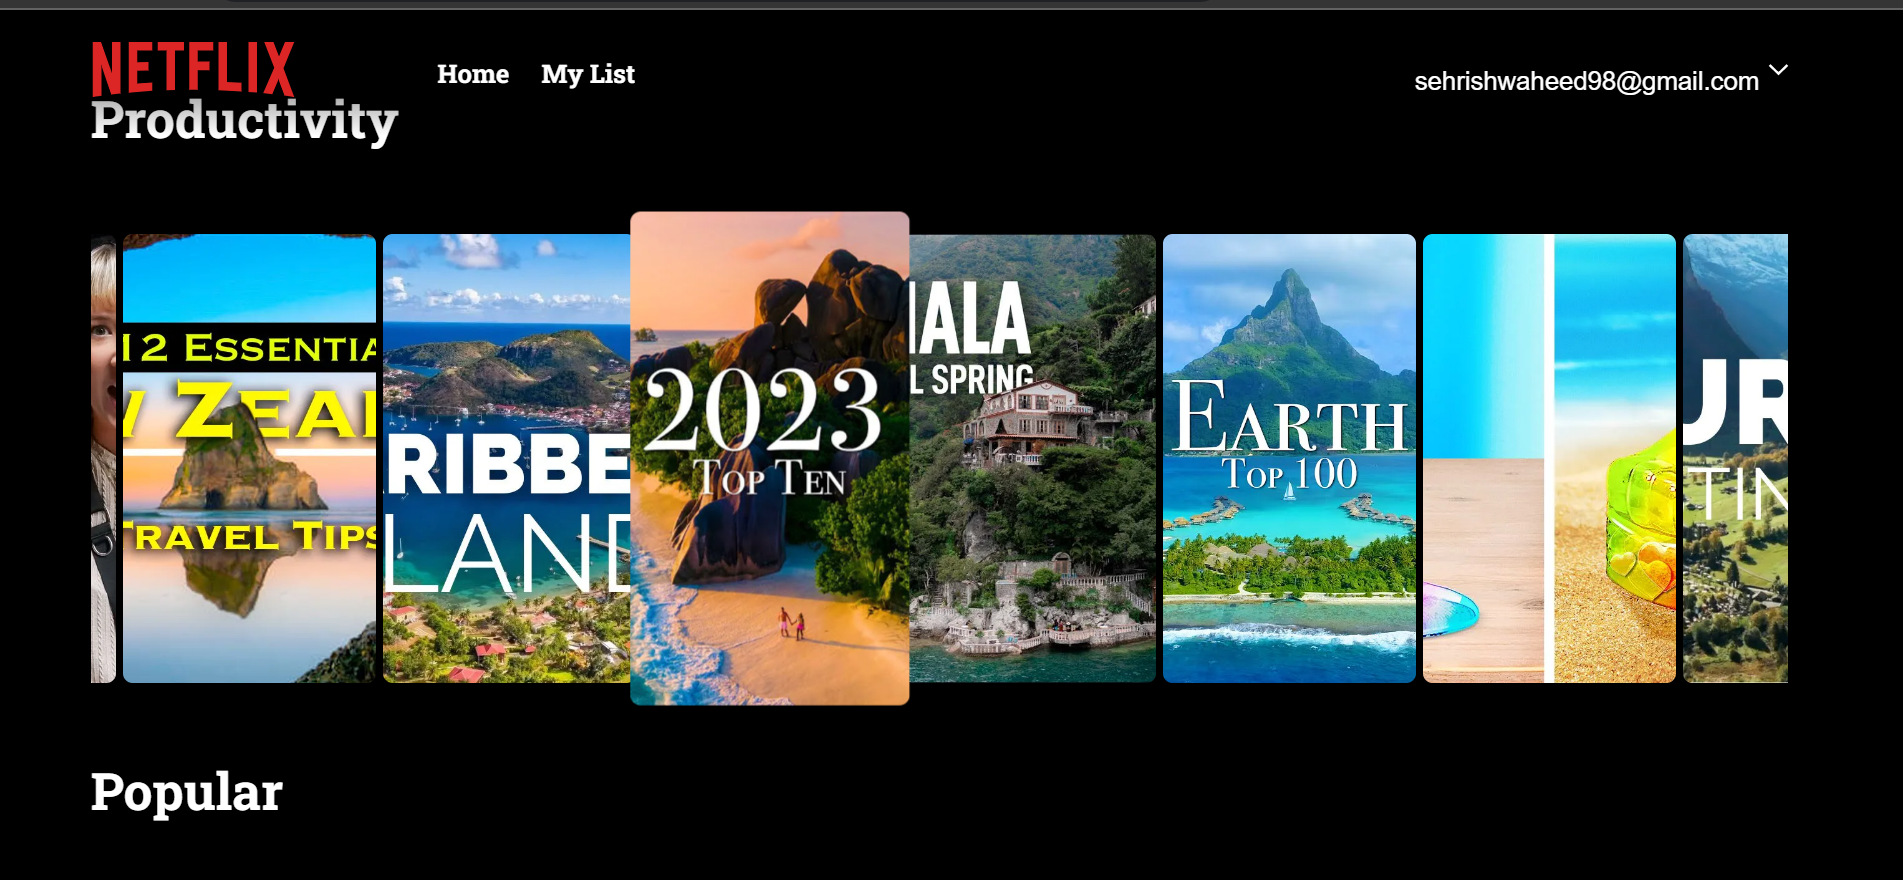 NETFLIX
Home
My List
sehrishwaheed98@gmail.com
Productivity
12 ESSENTIA
W ZEAL
TRAVEL TIPS
RIBBE
LAND
2023
TOP TEN
ALA
L SPRING
EARTH
TOP 100
UR
TIN
Popular